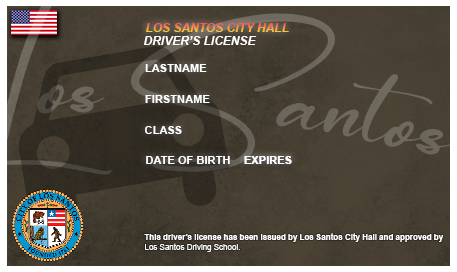 LOS SANTOS CITY HALL
DRIVER'S LICENSE
LASTNAME
Los Santos
FIRSTNAME
CLASS
DATE OF BIRTH EXPIRES
This driver's license has been issued by Los Santos City Hall and approved by
Los Santos Driving School.